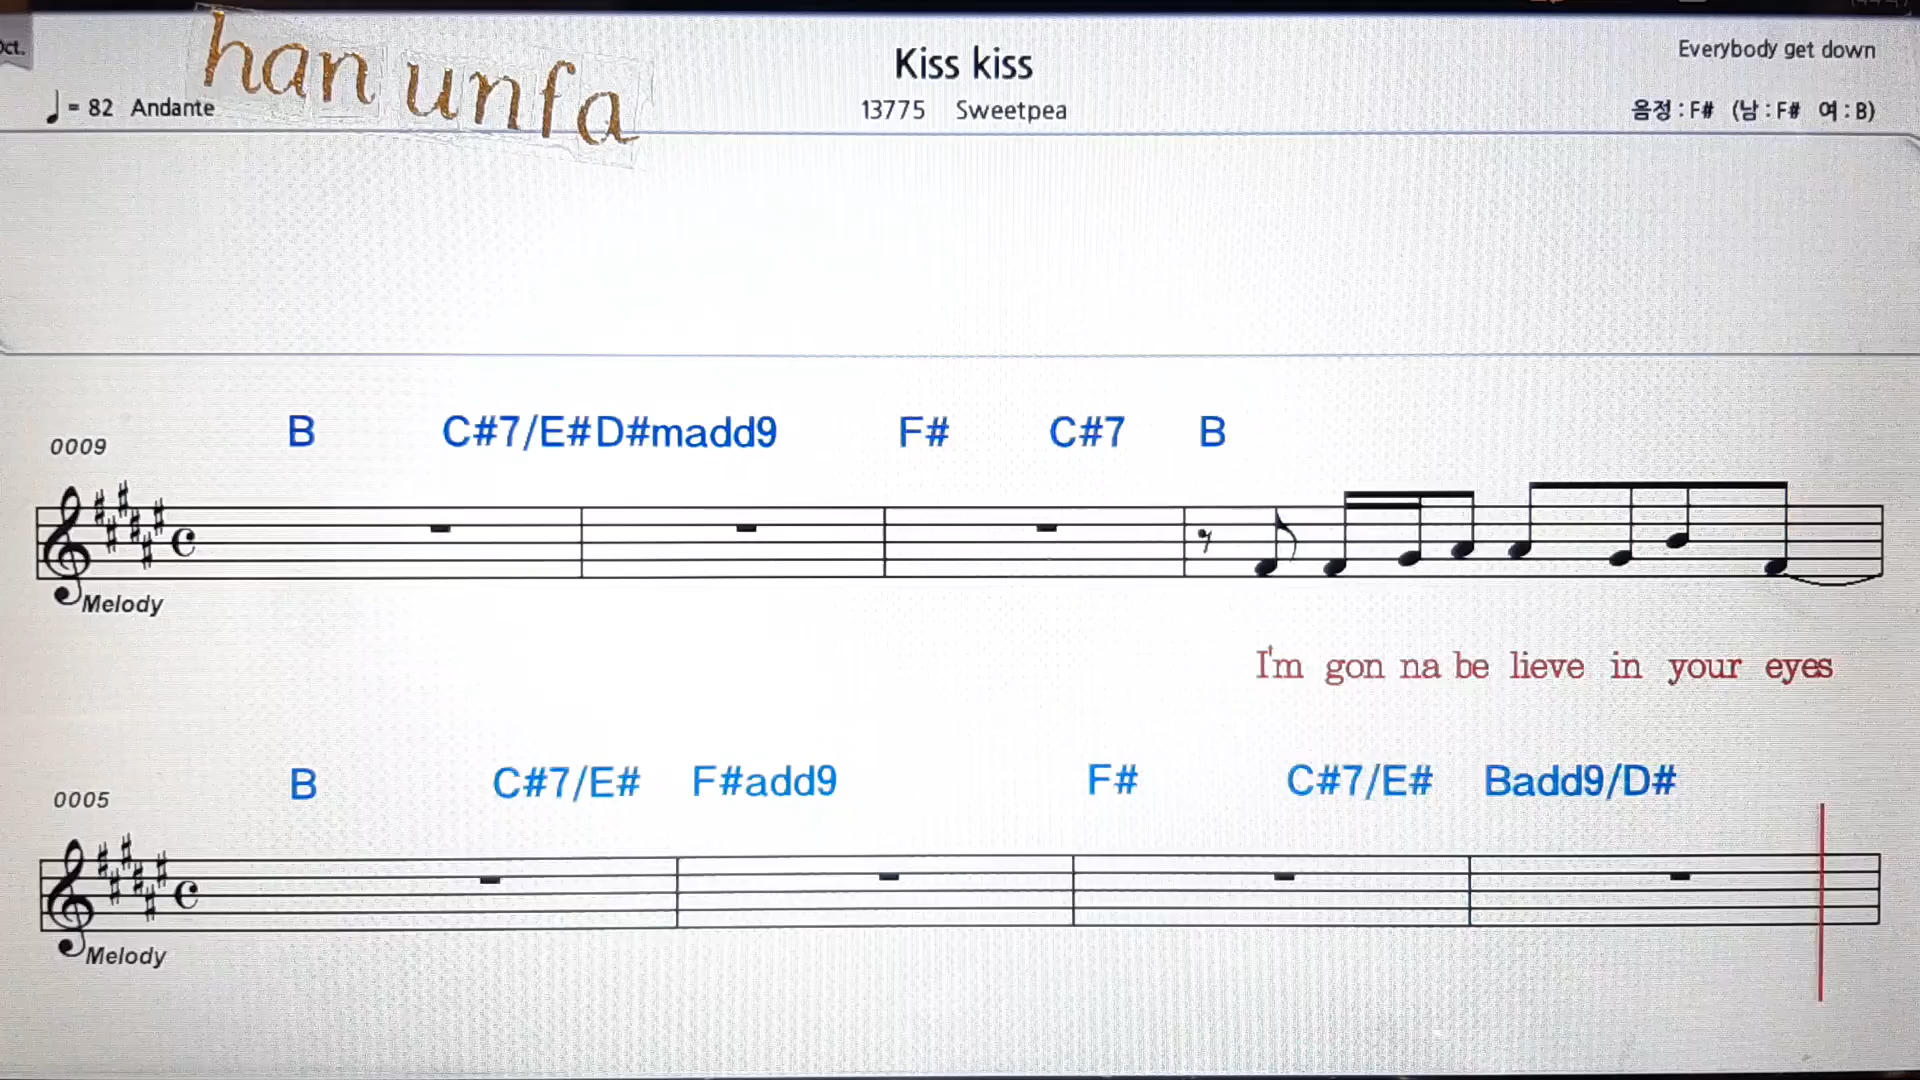 Oct.
han unfa
Kiss kiss
Everybody get down
= 82 Andante
13775 Sweetpea
음정 : F# (남 : F# 여 : B)
B C#7/E# D#madd9 F# C#7 B
0009
Melody
I'm gon na be lieve in your eyes
B C#7/E# F#add9 F# C#7/E# Badd9/D#
0005
Melody